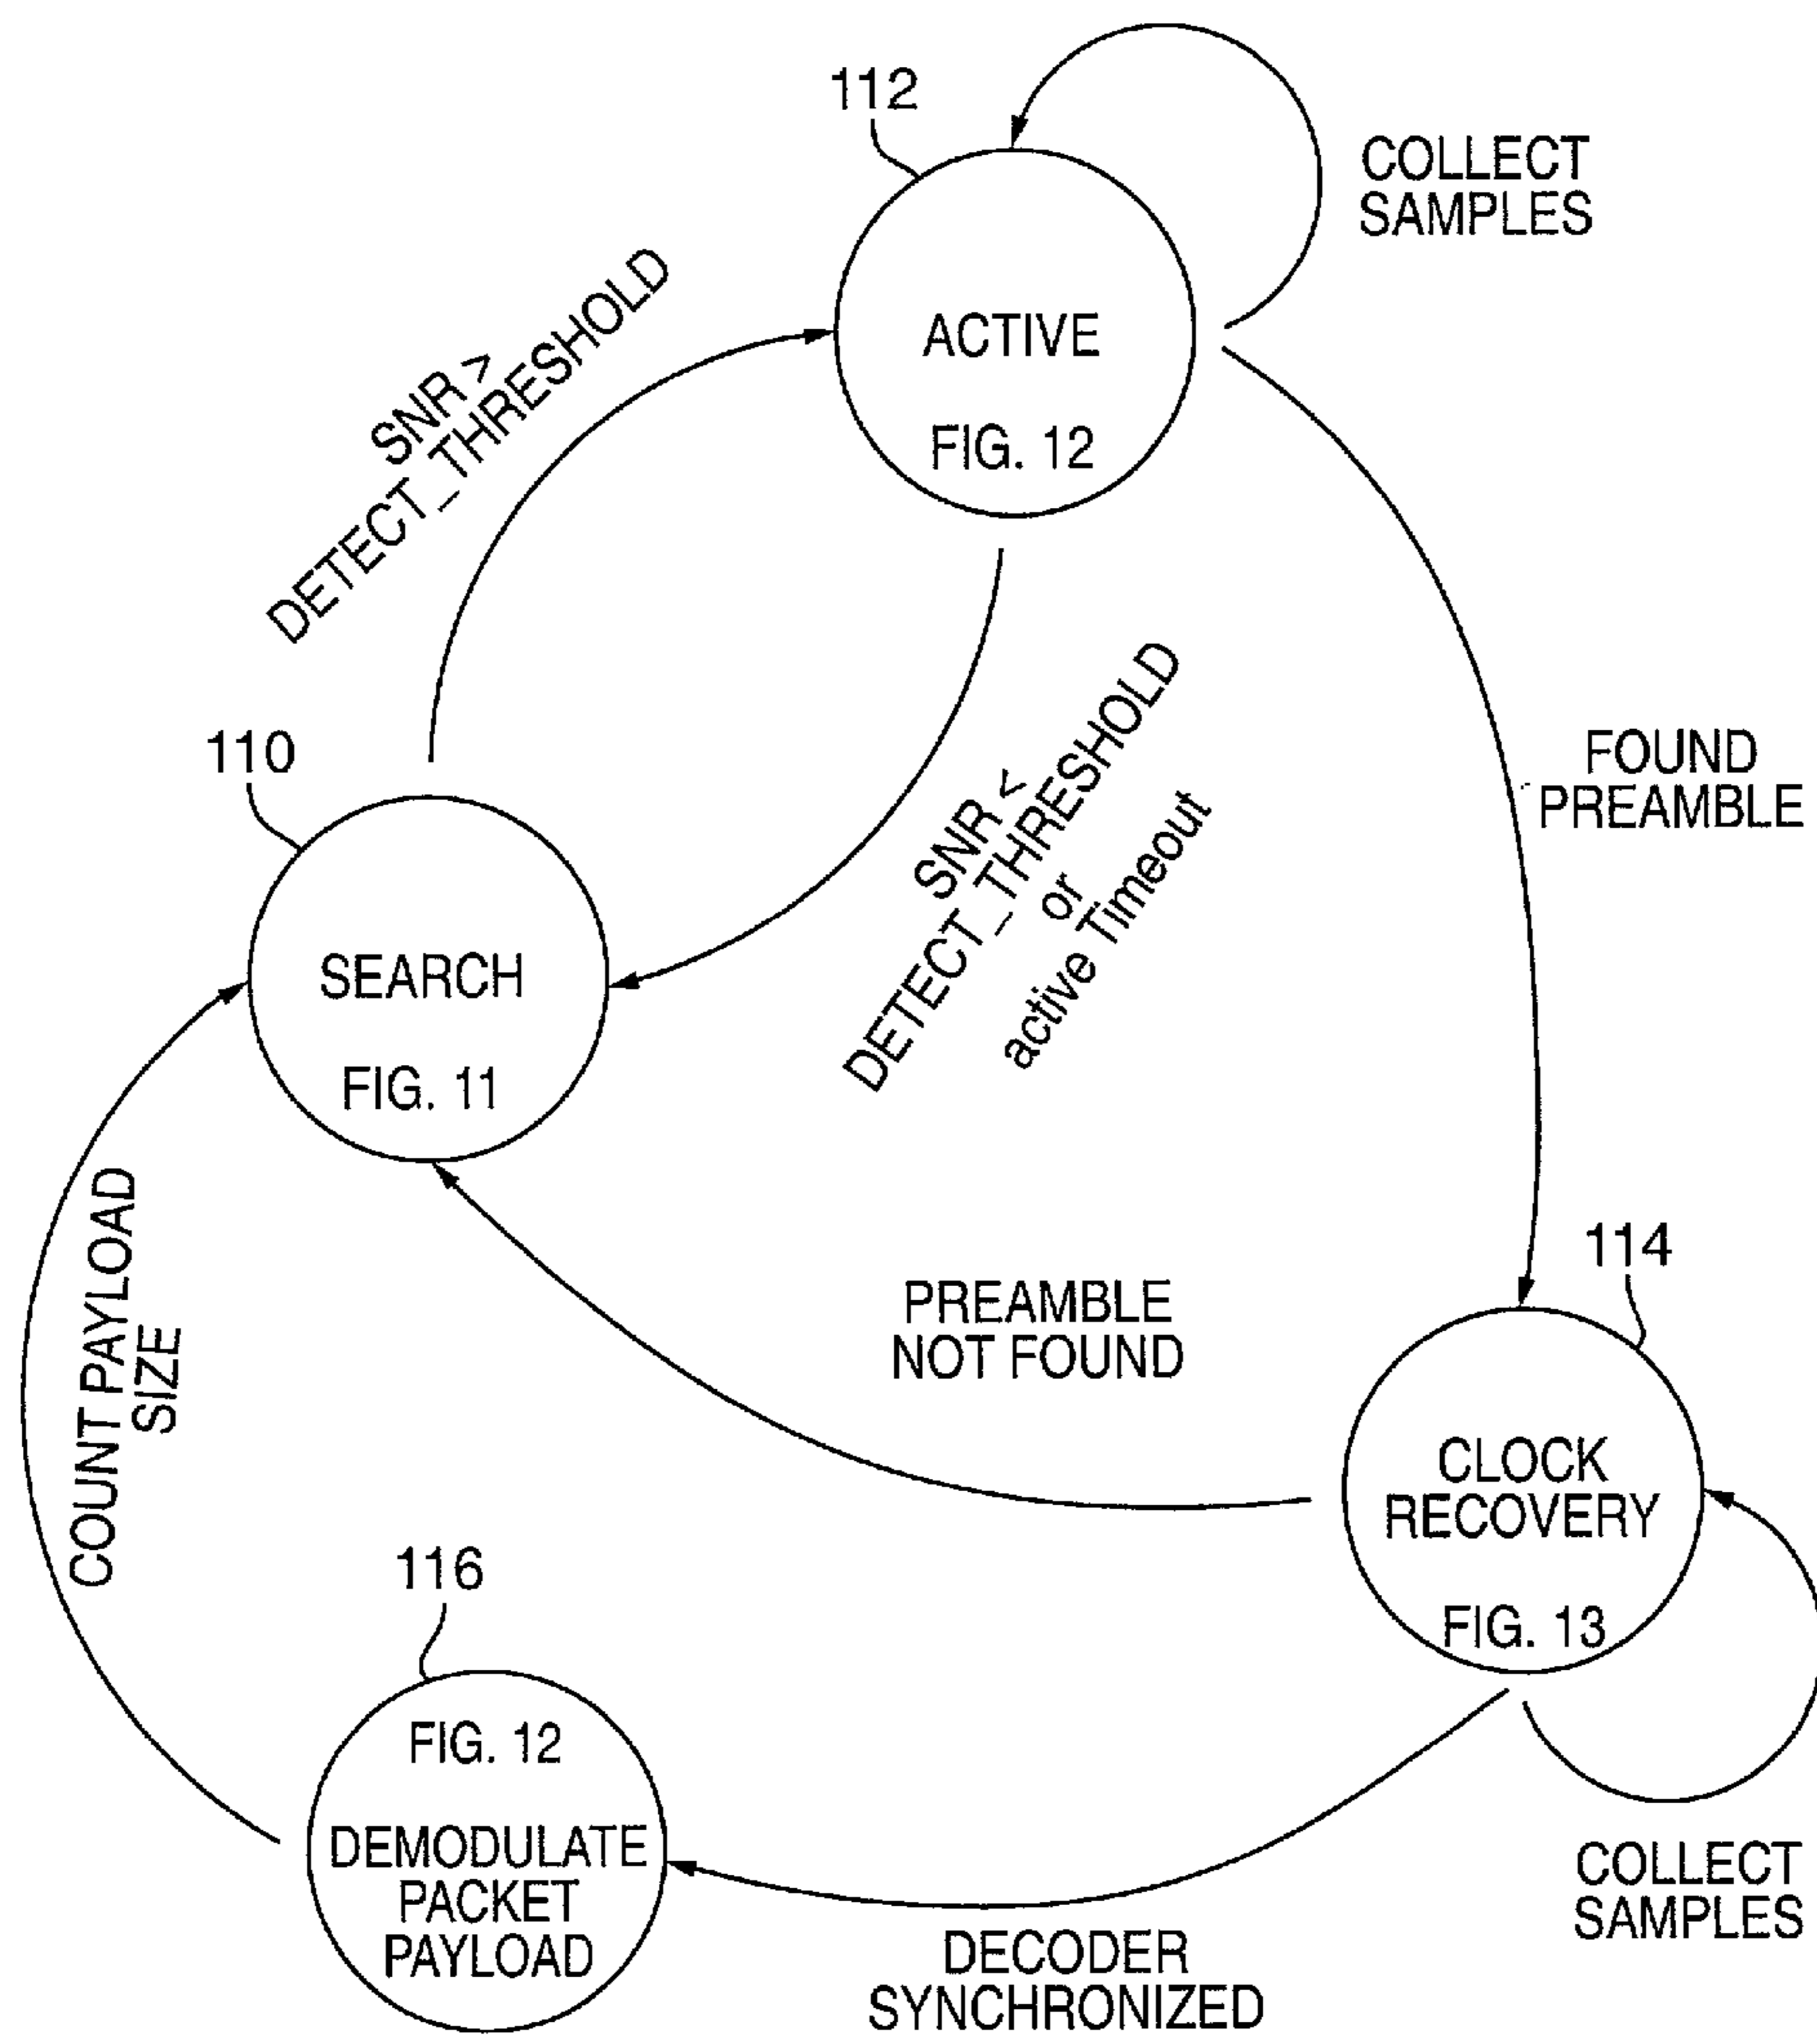 112
COLLECT
SAMPLES
ACTIVE
FIG. 12
SNR >
DETECT_THRESHOLD
110
SEARCH
FIG. 11
SNR <
DETECT_THRESHOLD
or
active Timeout
FOUND
PREAMBLE
COUNT PAYLOAD
SIZE
PREAMBLE
NOT FOUND
114
CLOCK
RECOVERY
FIG. 13
116
FIG. 12
DEMODULATE
PACKET
PAYLOAD
DECODER
SYNCHRONIZED
COLLECT
SAMPLES